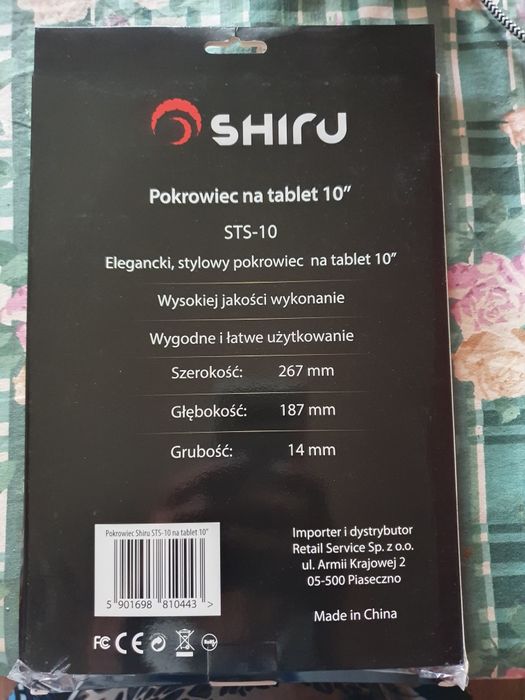 SHIRU
Pokrowiec na tablet 10”
STS-10
Elegancki, stylowy pokrowiec na tablet 10”
Wysokiej jakości wykonanie
Wygodne i łatwe użytkowanie
Szerokość: 267 mm
Głębokość: 187 mm
Grubość: 14 mm
Pokrowiec Shiru STS-10 na tablet 10"
5 901698 810443 >
Importer i dystrybutor
Retail Service Sp. z o.o.
ul. Armii Krajowej 2
05-500 Piaseczno
Made in China
FC CE